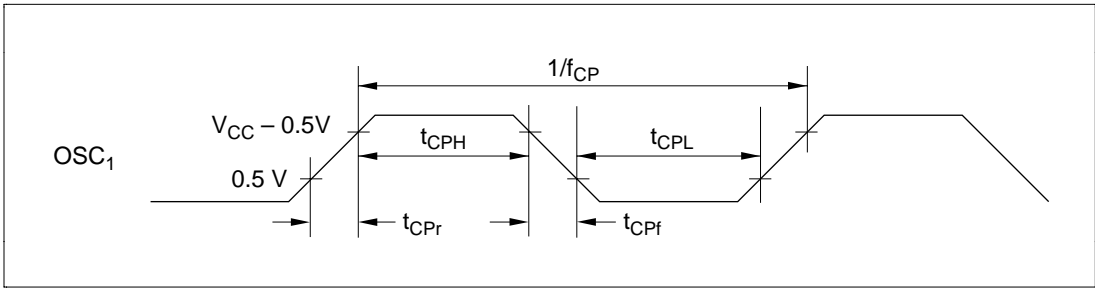 1/fCP
VCC – 0.5V
tCPH
tCPL
OSC1
0.5 V
tCPr
tCPf